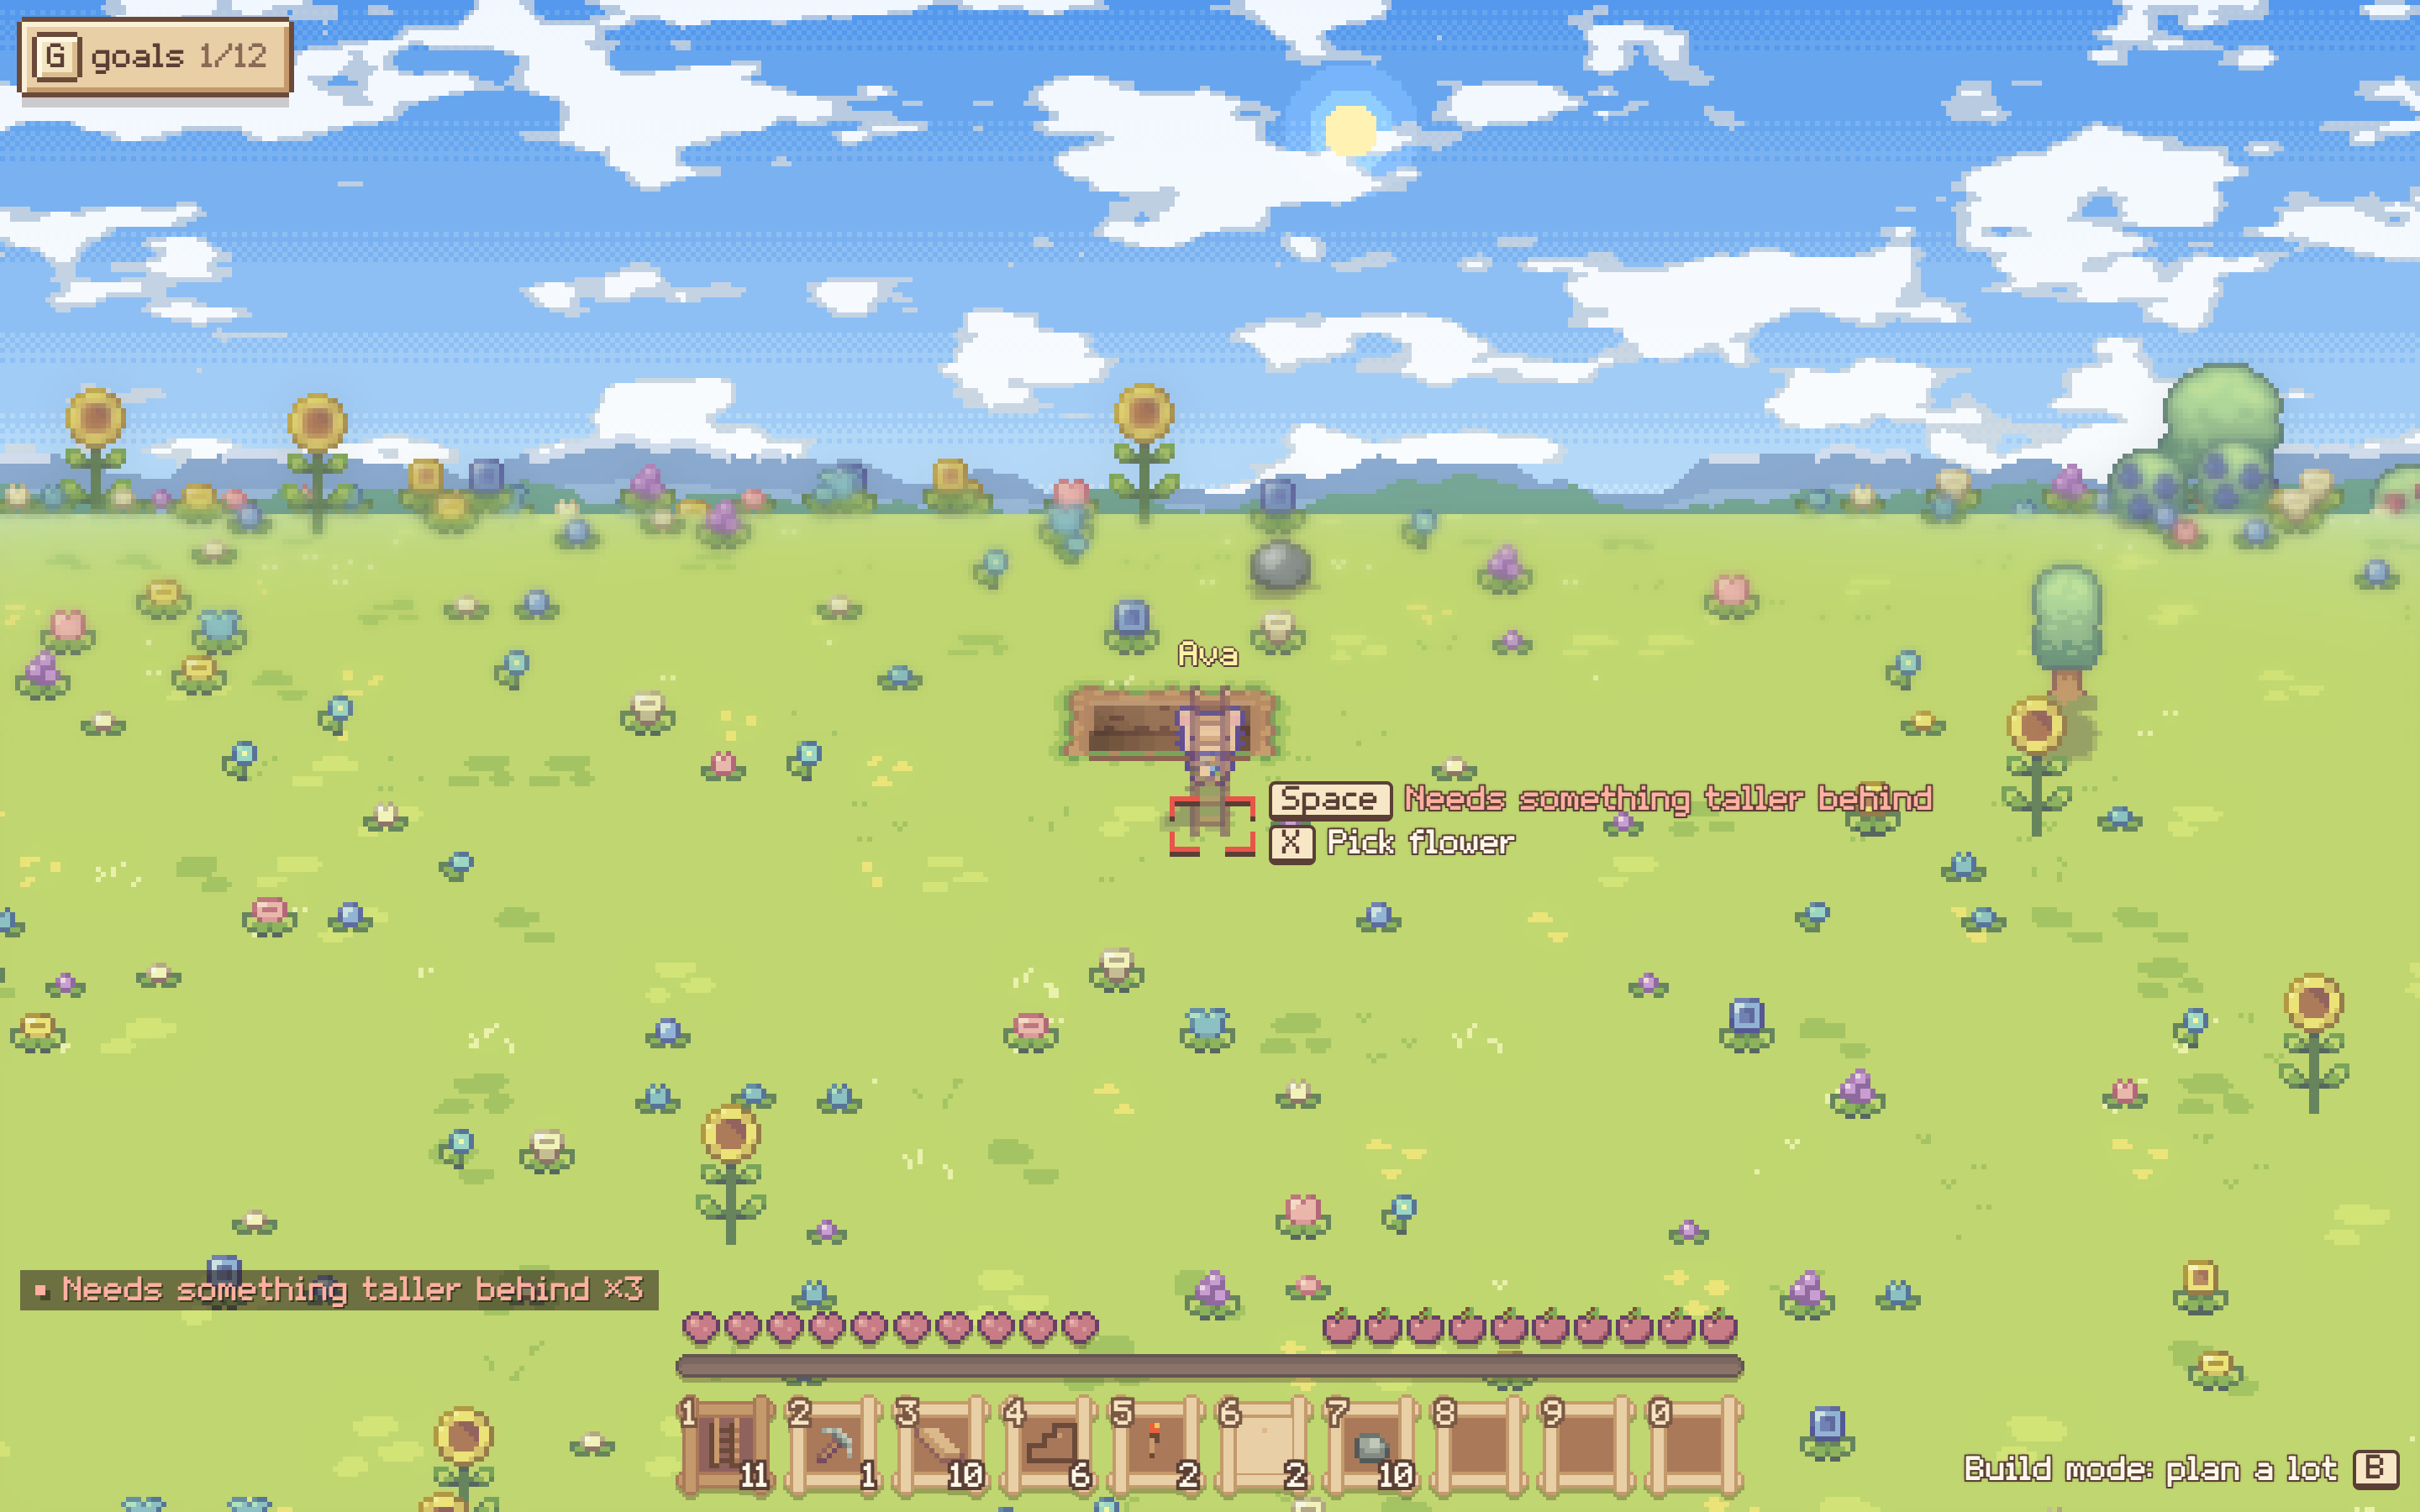 G goals 1/12
Ava
Space Needs something taller behind
X Pick flower
Needs something taller behind ×3
1 2 3 4 5 6 7 8 9 0
11 1 10 6 2 2 10
Build mode: plan a lot B